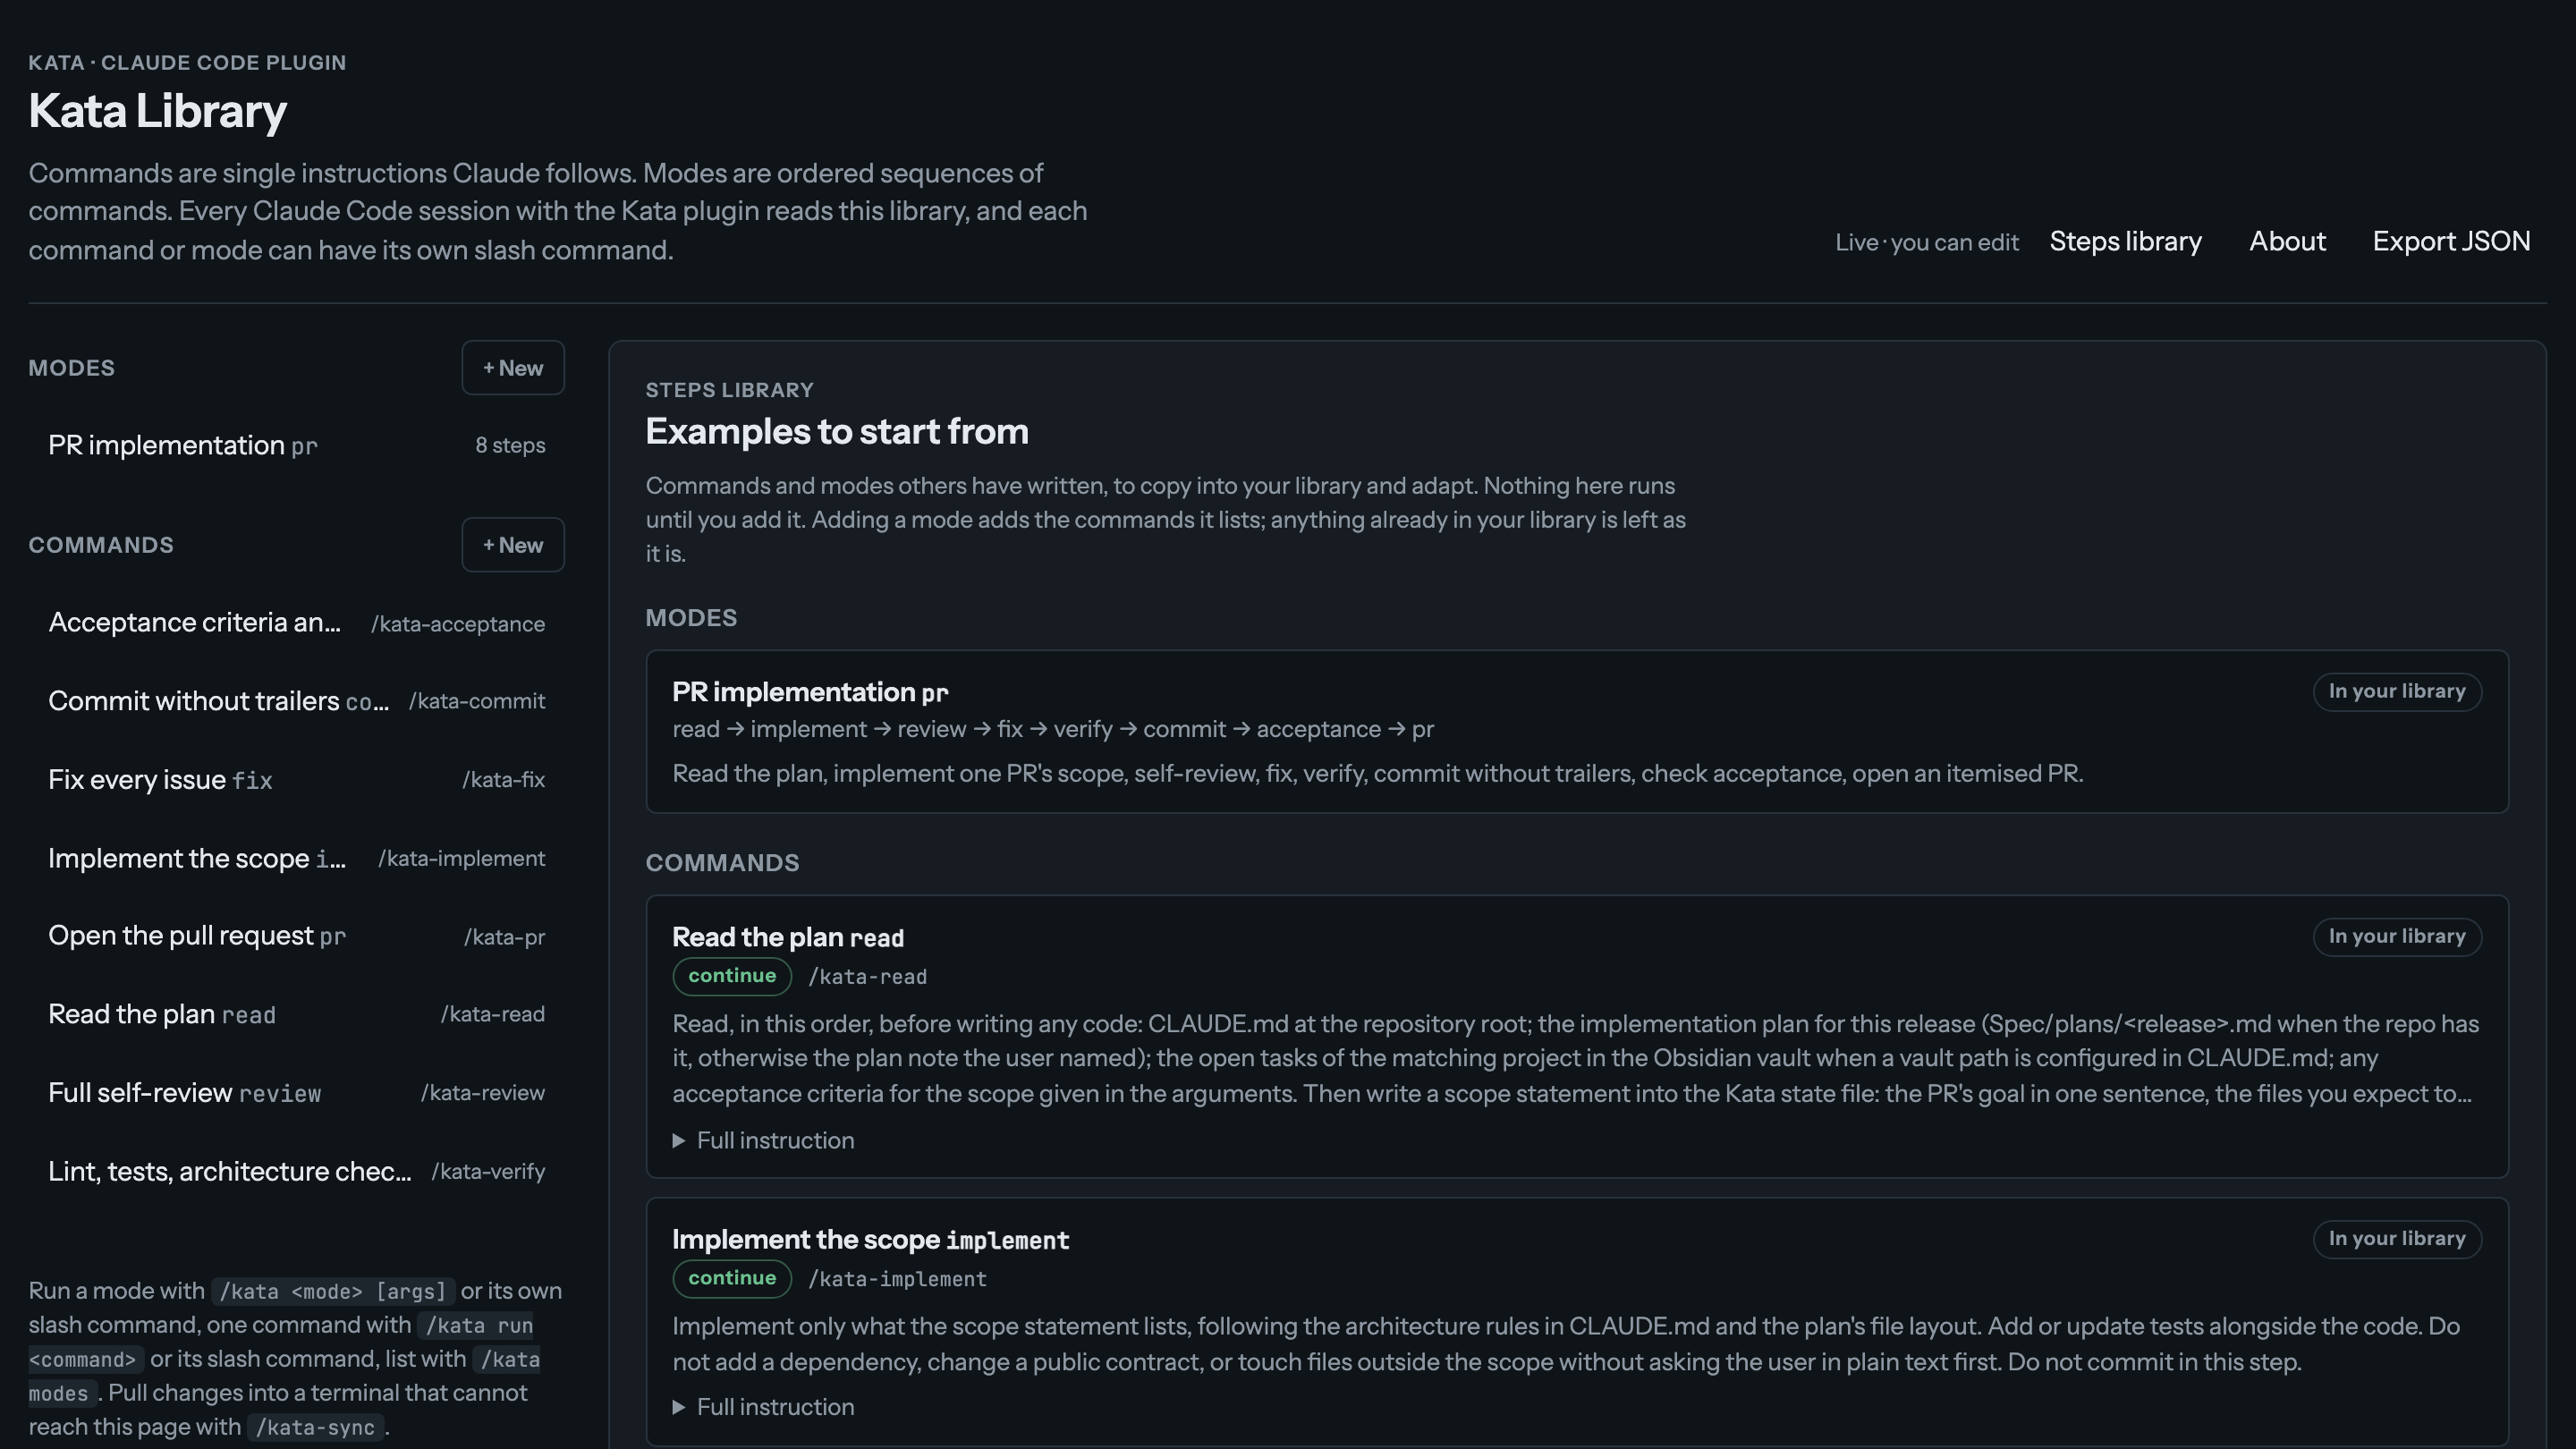 KATA · CLAUDE CODE PLUGIN
Kata Library
Commands are single instructions Claude follows. Modes are ordered sequences of
commands. Every Claude Code session with the Kata plugin reads this library, and each
command or mode can have its own slash command.
Live · you can edit
Steps library
About
Export JSON
MODES
+ New
PR implementation pr
8 steps
COMMANDS
+ New
Acceptance criteria an...
/kata-acceptance
Commit without trailers co...
/kata-commit
Fix every issue fix
/kata-fix
Implement the scope i...
/kata-implement
Open the pull request pr
/kata-pr
Read the plan read
/kata-read
Full self-review review
/kata-review
Lint, tests, architecture chec...
/kata-verify
Run a mode with /kata <mode> [args] or its own
slash command, one command with /kata run
<command> or its slash command, list with /kata
modes. Pull changes into a terminal that cannot
reach this page with /kata-sync.
STEPS LIBRARY
Examples to start from
Commands and modes others have written, to copy into your library and adapt. Nothing here runs
until you add it. Adding a mode adds the commands it lists; anything already in your library is left as
it is.
MODES
PR implementation pr
In your library
read → implement → review → fix → verify → commit → acceptance → pr
Read the plan, implement one PR's scope, self-review, fix, verify, commit without trailers, check acceptance, open an itemised PR.
COMMANDS
Read the plan read
In your library
continue /kata-read
Read, in this order, before writing any code: CLAUDE.md at the repository root; the implementation plan for this release (Spec/plans/<release>.md when the repo has
it, otherwise the plan note the user named); the open tasks of the matching project in the Obsidian vault when a vault path is configured in CLAUDE.md; any
acceptance criteria for the scope given in the arguments. Then write a scope statement into the Kata state file: the PR's goal in one sentence, the files you expect to...
▶ Full instruction
Implement the scope implement
In your library
continue /kata-implement
Implement only what the scope statement lists, following the architecture rules in CLAUDE.md and the plan's file layout. Add or update tests alongside the code. Do
not add a dependency, change a public contract, or touch files outside the scope without asking the user in plain text first. Do not commit in this step.
▶ Full instruction